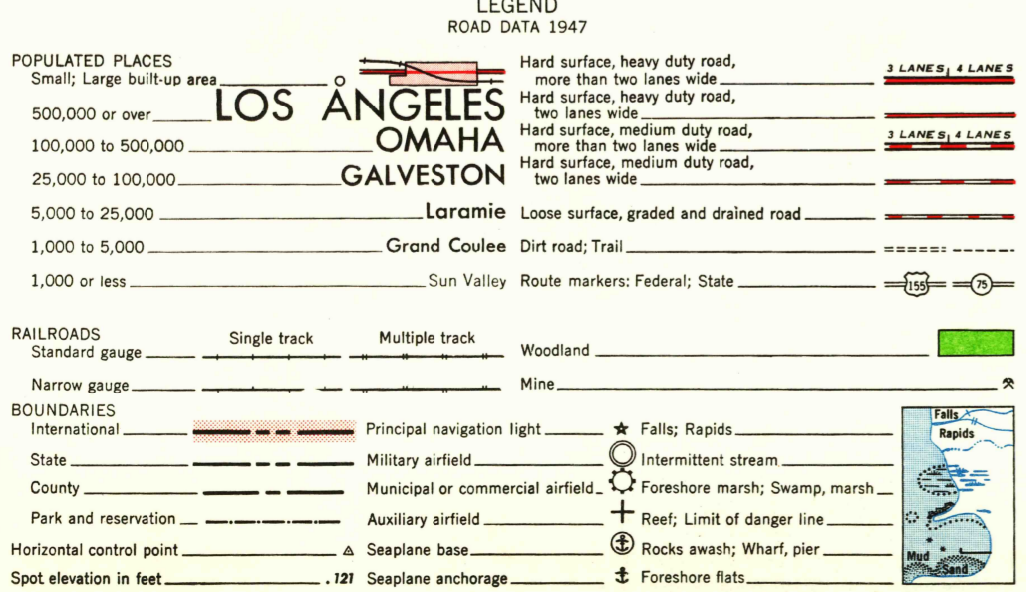 LEGEND
ROAD DATA 1947
POPULATED PLACES
Small; Large built-up area
500,000 or over LOS ANGELES
100,000 to 500,000 OMAHA
25,000 to 100,000 GALVESTON
5,000 to 25,000 Laramie
1,000 to 5,000 Grand Coulee
1,000 or less Sun Valley
Hard surface, heavy duty road,
more than two lanes wide 3 LANES 4 LANES
Hard surface, heavy duty road,
two lanes wide
Hard surface, medium duty road,
more than two lanes wide 3 LANES 4 LANES
Hard surface, medium duty road,
two lanes wide
Loose surface, graded and drained road
Dirt road; Trail
Route markers: Federal; State 155 75
RAILROADS Single track Multiple track
Standard gauge
Narrow gauge
Woodland
Mine
BOUNDARIES
International
State
County
Park and reservation
Horizontal control point
Spot elevation in feet .121
Principal navigation light
Military airfield
Municipal or commercial airfield
Auxiliary airfield
Seaplane base
Seaplane anchorage
Falls; Rapids
Intermittent stream
Foreshore marsh; Swamp, marsh
Reef; Limit of danger line
Rocks awash; Wharf, pier
Foreshore flats
Falls
Rapids
Mud
Sand